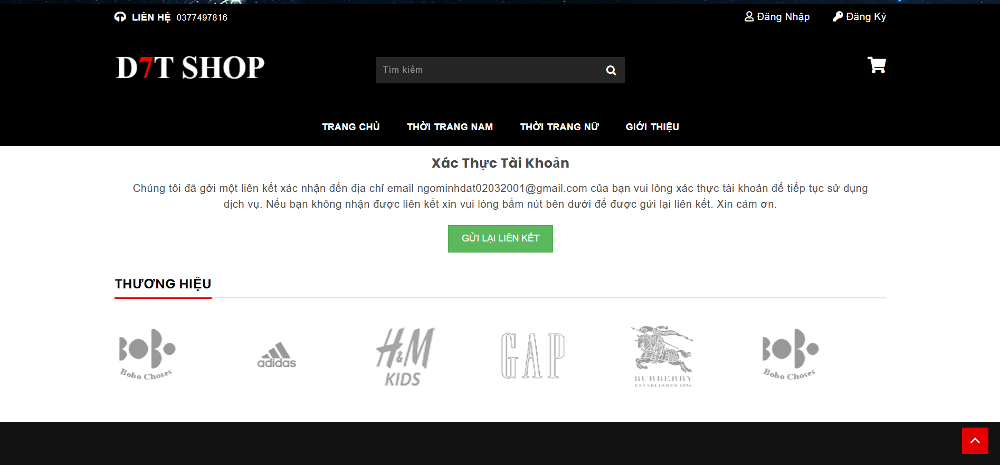 LIÊN HỆ 0377497816
Đăng Nhập
Đăng Ký
D7T SHOP
Tìm kiếm
TRANG CHỦ THỜI TRANG NAM THỜI TRANG NỮ GIỚI THIỆU
Xác Thực Tài Khoản
Chúng tôi đã gởi một liên kết xác nhận đến địa chỉ email ngominhdat02032001@gmail.com của bạn vui lòng xác thực tài khoản để tiếp tục sử dụng
dịch vụ. Nếu bạn không nhận được liên kết xin vui lòng bấm nút bên dưới để được gửi lại liên kết. Xin cảm ơn.
GỬI LẠI LIÊN KẾT
THƯƠNG HIỆU
BOBO
Bobo Choses
adidas
H&M
KIDS
GAP
BURBERRY
ESTABLISHED 1856
BOBO
Bobo Choses